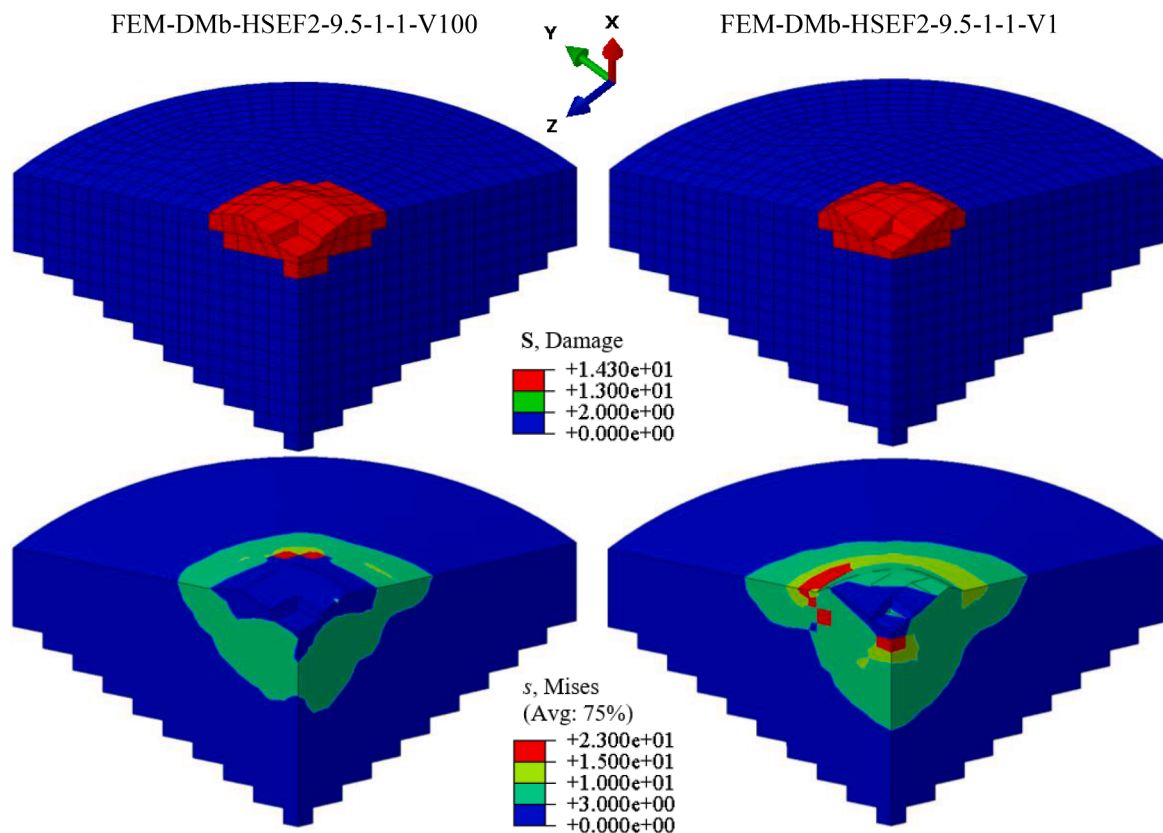 FEM-DMb-HSEF2-9.5-1-1-V100
FEM-DMb-HSEF2-9.5-1-1-V1
X
Y
Z
S, Damage
+1.430e+01
+1.300e+01
+2.000e+00
+0.000e+00
s, Mises
(Avg: 75%)
+2.300e+01
+1.500e+01
+1.000e+01
+3.000e+00
+0.000e+00